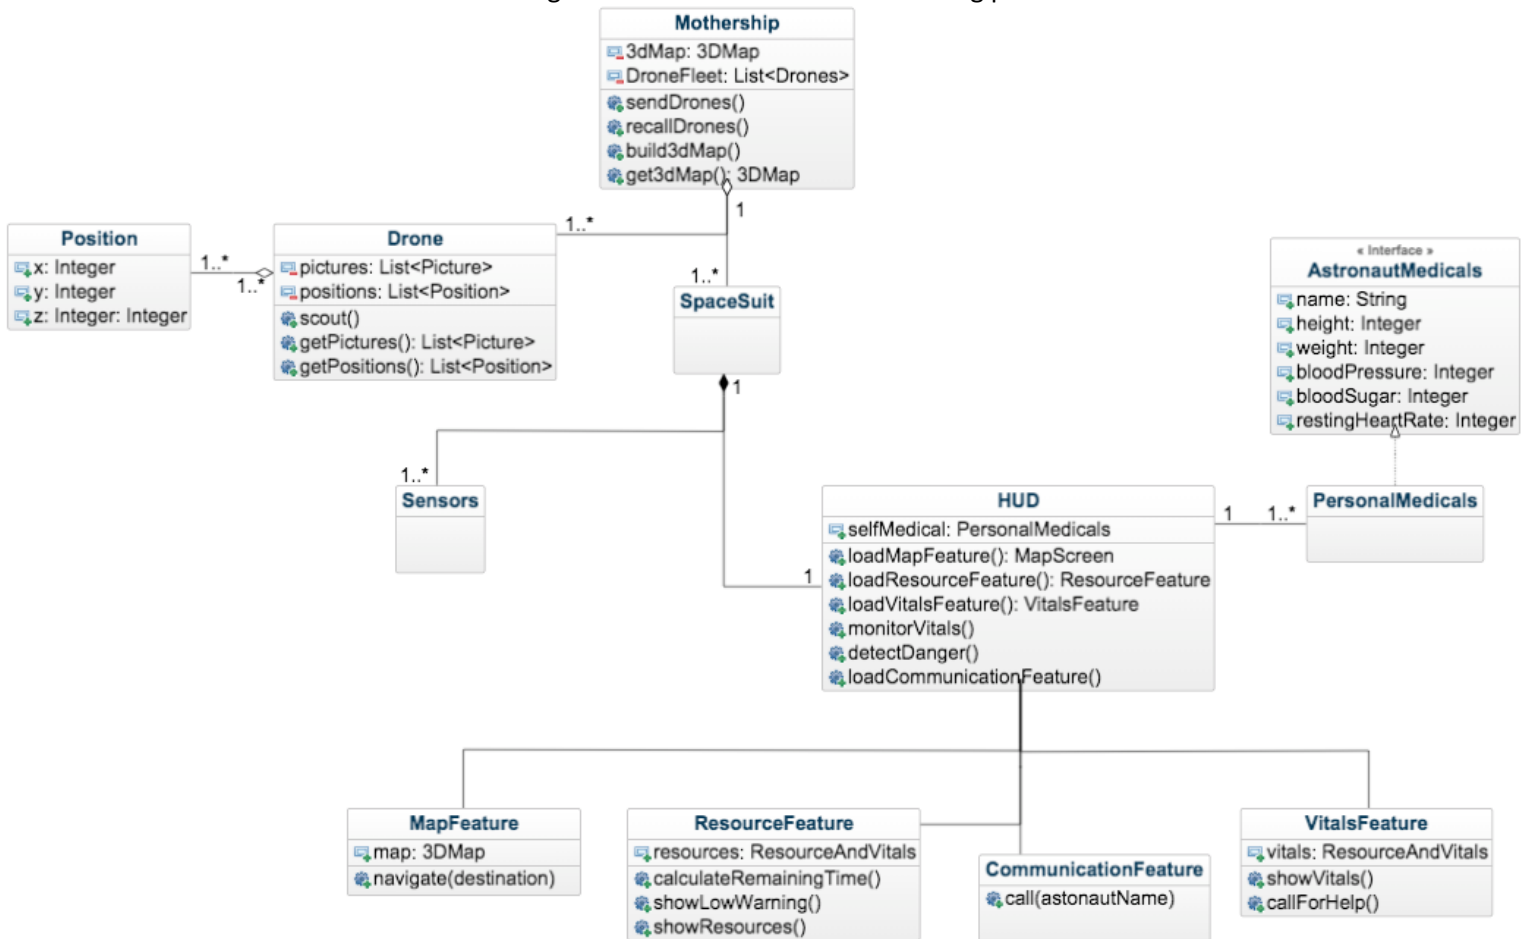 Mothership
3dMap: 3DMap
DroneFleet: List<Drones>
sendDrones()
recallDrones()
build3dMap()
get3dMap(): 3DMap
1
1..*
1..*
Position
x: Integer
y: Integer
z: Integer: Integer
1..*
1..*
Drone
pictures: List<Picture>
positions: List<Position>
scout()
getPictures(): List<Picture>
getPositions(): List<Position>
SpaceSuit
1
« Interface »
AstronautMedicals
name: String
height: Integer
weight: Integer
bloodPressure: Integer
bloodSugar: Integer
restingHeartRate: Integer
1..*
Sensors
1
HUD
selfMedical: PersonalMedicals
loadMapFeature(): MapScreen
loadResourceFeature(): ResourceFeature
loadVitalsFeature(): VitalsFeature
monitorVitals()
detectDanger()
loadCommunicationFeature()
1
1..*
PersonalMedicals
MapFeature
map: 3DMap
navigate(destination)
ResourceFeature
resources: ResourceAndVitals
calculateRemainingTime()
showLowWarning()
showResources()
CommunicationFeature
call(astonautName)
VitalsFeature
vitals: ResourceAndVitals
showVitals()
callForHelp()